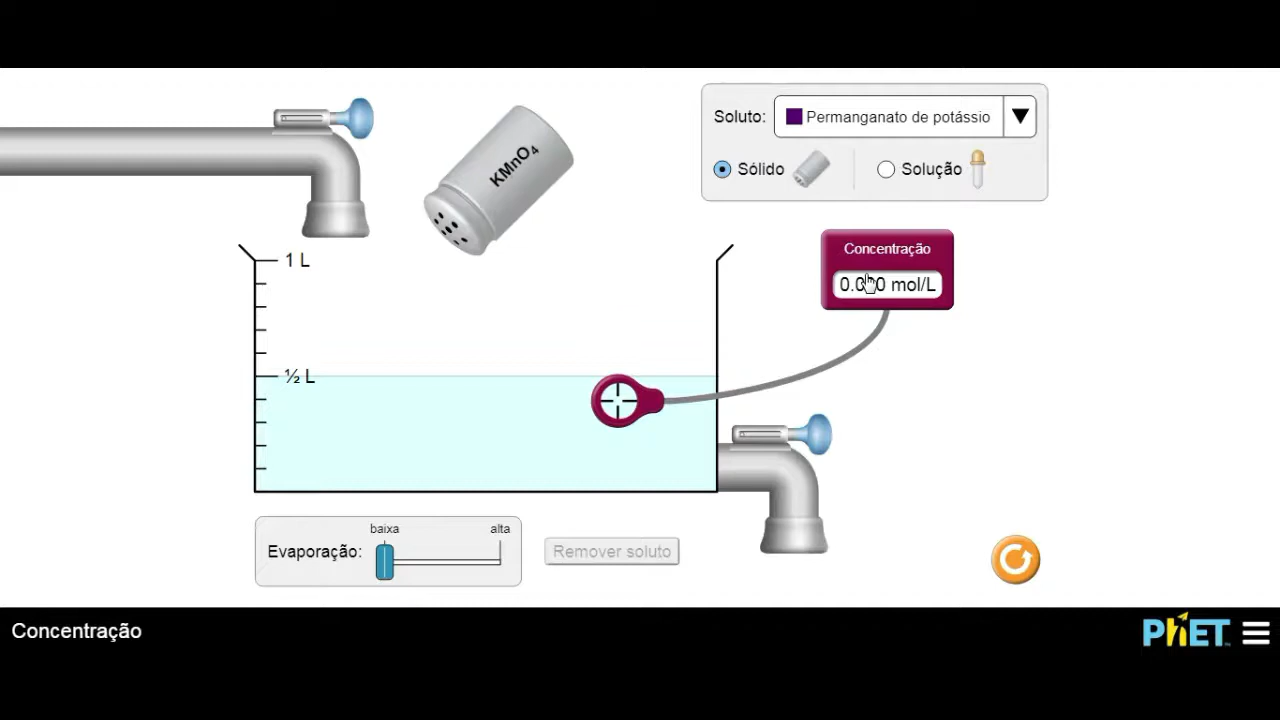 KMnO4
Soluto:
Permanganato de potássio
Sólido
Solução
Concentração
mol/L
1 L
½ L
baixa
alta
Evaporação:
Remover soluto
Concentração
PhET